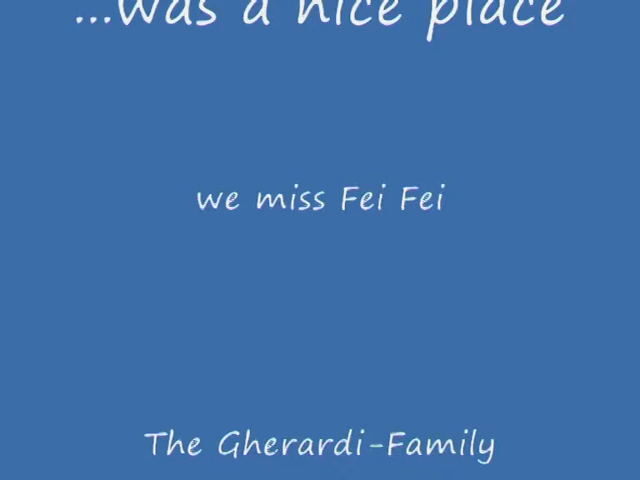 ...was a nice place
we miss Fei Fei
The Gherardi-Family